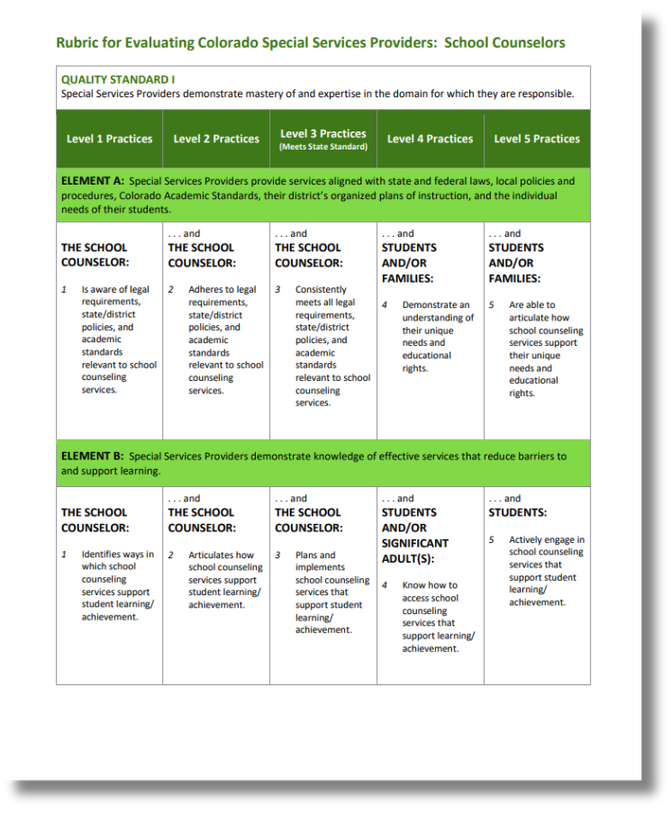 Rubric for Evaluating Colorado Special Services Providers: School Counselors
QUALITY STANDARD I
Special Services Providers demonstrate mastery of and expertise in the domain for which they are responsible.
Level 1 Practices
Level 2 Practices
Level 3 Practices
(Meets State Standard)
Level 4 Practices
Level 5 Practices
ELEMENT A: Special Services Providers provide services aligned with state and federal laws, local policies and
procedures, Colorado Academic Standards, their district's organized plans of instruction, and the individual
needs of their students.
THE SCHOOL
COUNSELOR:
1 Is aware of legal
requirements,
state/district
policies, and
academic
standards
relevant to school
counseling
services.
. . . and
THE SCHOOL
COUNSELOR:
2 Adheres to legal
requirements,
state/district
policies, and
academic
standards
relevant to school
counseling
services.
. . . and
THE SCHOOL
COUNSELOR:
3 Consistently
meets all legal
requirements,
state/district
policies, and
academic
standards
relevant to school
counseling
services.
. . . and
STUDENTS
AND/OR
FAMILIES:
4 Demonstrate an
understanding of
their unique
needs and
educational
rights.
. . . and
STUDENTS
AND/OR
FAMILIES:
5 Are able to
articulate how
school counseling
services support
their unique
needs and
educational
rights.
ELEMENT B: Special Services Providers demonstrate knowledge of effective services that reduce barriers to
and support learning.
THE SCHOOL
COUNSELOR:
1 Identifies ways in
which school
counseling
services support
student learning/
achievement.
. . . and
THE SCHOOL
COUNSELOR:
2 Articulates how
school counseling
services support
student learning/
achievement.
. . . and
THE SCHOOL
COUNSELOR:
3 Plans and
implements
school counseling
services that
support student
learning/
achievement.
. . . and
STUDENTS
AND/OR
SIGNIFICANT
ADULT(S):
4 Know how to
access school
counseling
services that
support learning/
achievement.
. . . and
STUDENTS:
5 Actively engage in
school counseling
services that
support student
learning/
achievement.